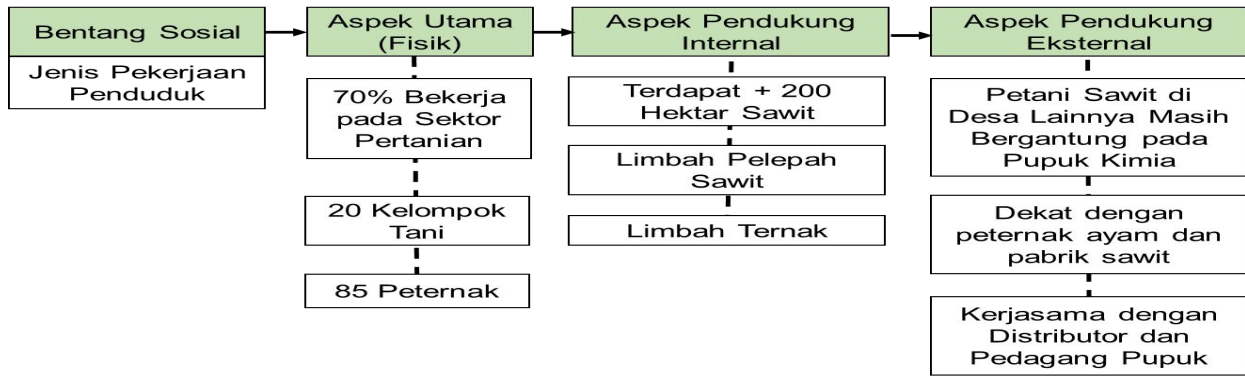 Bentang Sosial
Jenis Pekerjaan
Penduduk
Aspek Utama
(Fisik)
70% Bekerja
pada Sektor
Pertanian
20 Kelompok
Tani
85 Peternak
Aspek Pendukung
Internal
Terdapat + 200
Hektar Sawit
Limbah Pelepah
Sawit
Limbah Ternak
Aspek Pendukung
Eksternal
Petani Sawit di
Desa Lainnya Masih
Bergantung pada
Pupuk Kimia
Dekat dengan
peternak ayam dan
pabrik sawit
Kerjasama dengan
Distributor dan
Pedagang Pupuk